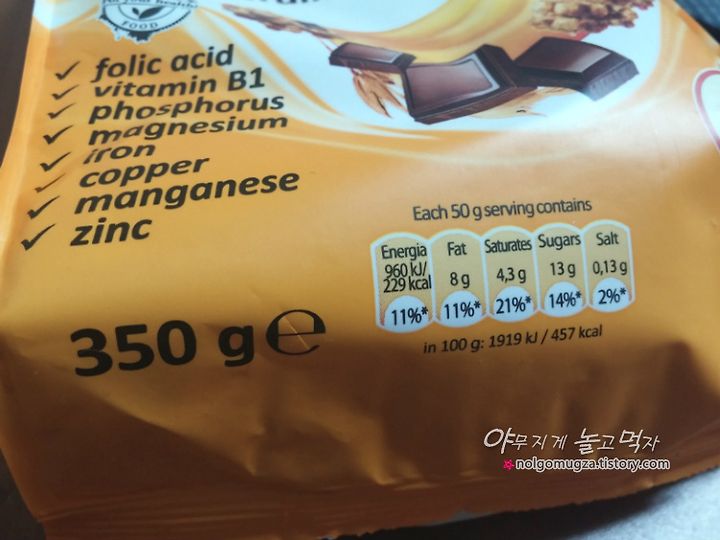 FOOD
folic acid
vitamin B1
phosphorus
magnesium
iron
copper
manganese
zinc
Each 50 g serving contains
Energia Fat Saturates Sugars Salt
960 kJ/
229 kcal 8 g 4,3 g 13 g 0,13 g
11%* 11%* 21%* 14%* 2%*
in 100 g: 1919 kJ / 457 kcal
350 g ℮
야무지게 놀고먹자
nolgomugza.tistory.com